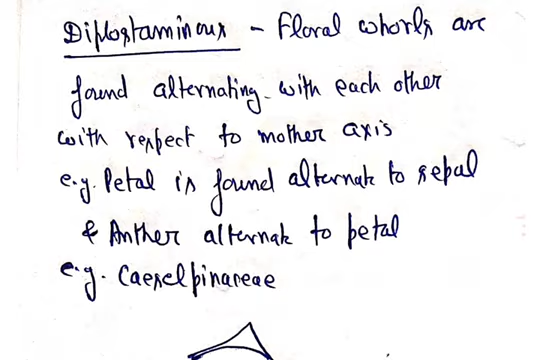 Diplostaminous - Floral whorls are
found alternating with each other
with respect to mother axis
e.g. Petal is found alternate to sepal
& Anther alternate to petal
e.g. Caeselpinareae